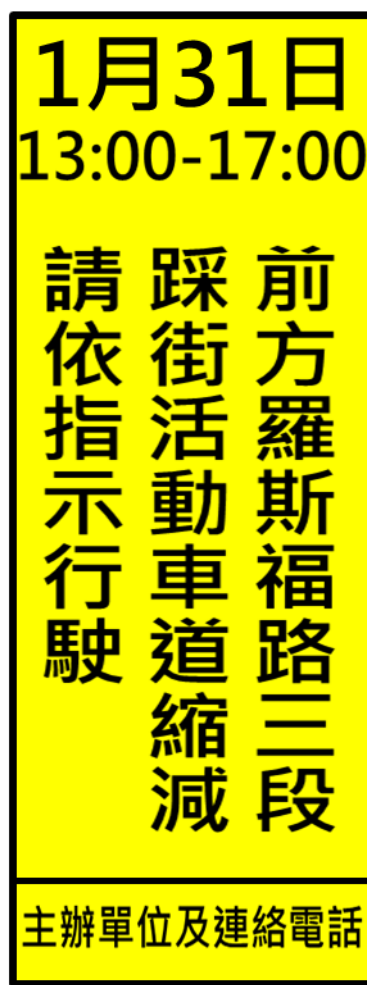 1月31日
13:00-17:00
前方羅斯福路三段
踩街活動車道縮減
請依指示行駛
主辦單位及連絡電話